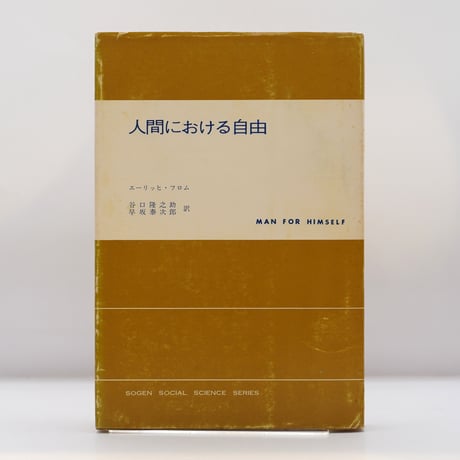 人間における自由
エーリッヒ・フロム
谷口隆之助
早坂泰次郎 訳
MAN FOR HIMSELF
SOGEN SOCIAL SCIENCE SERIES